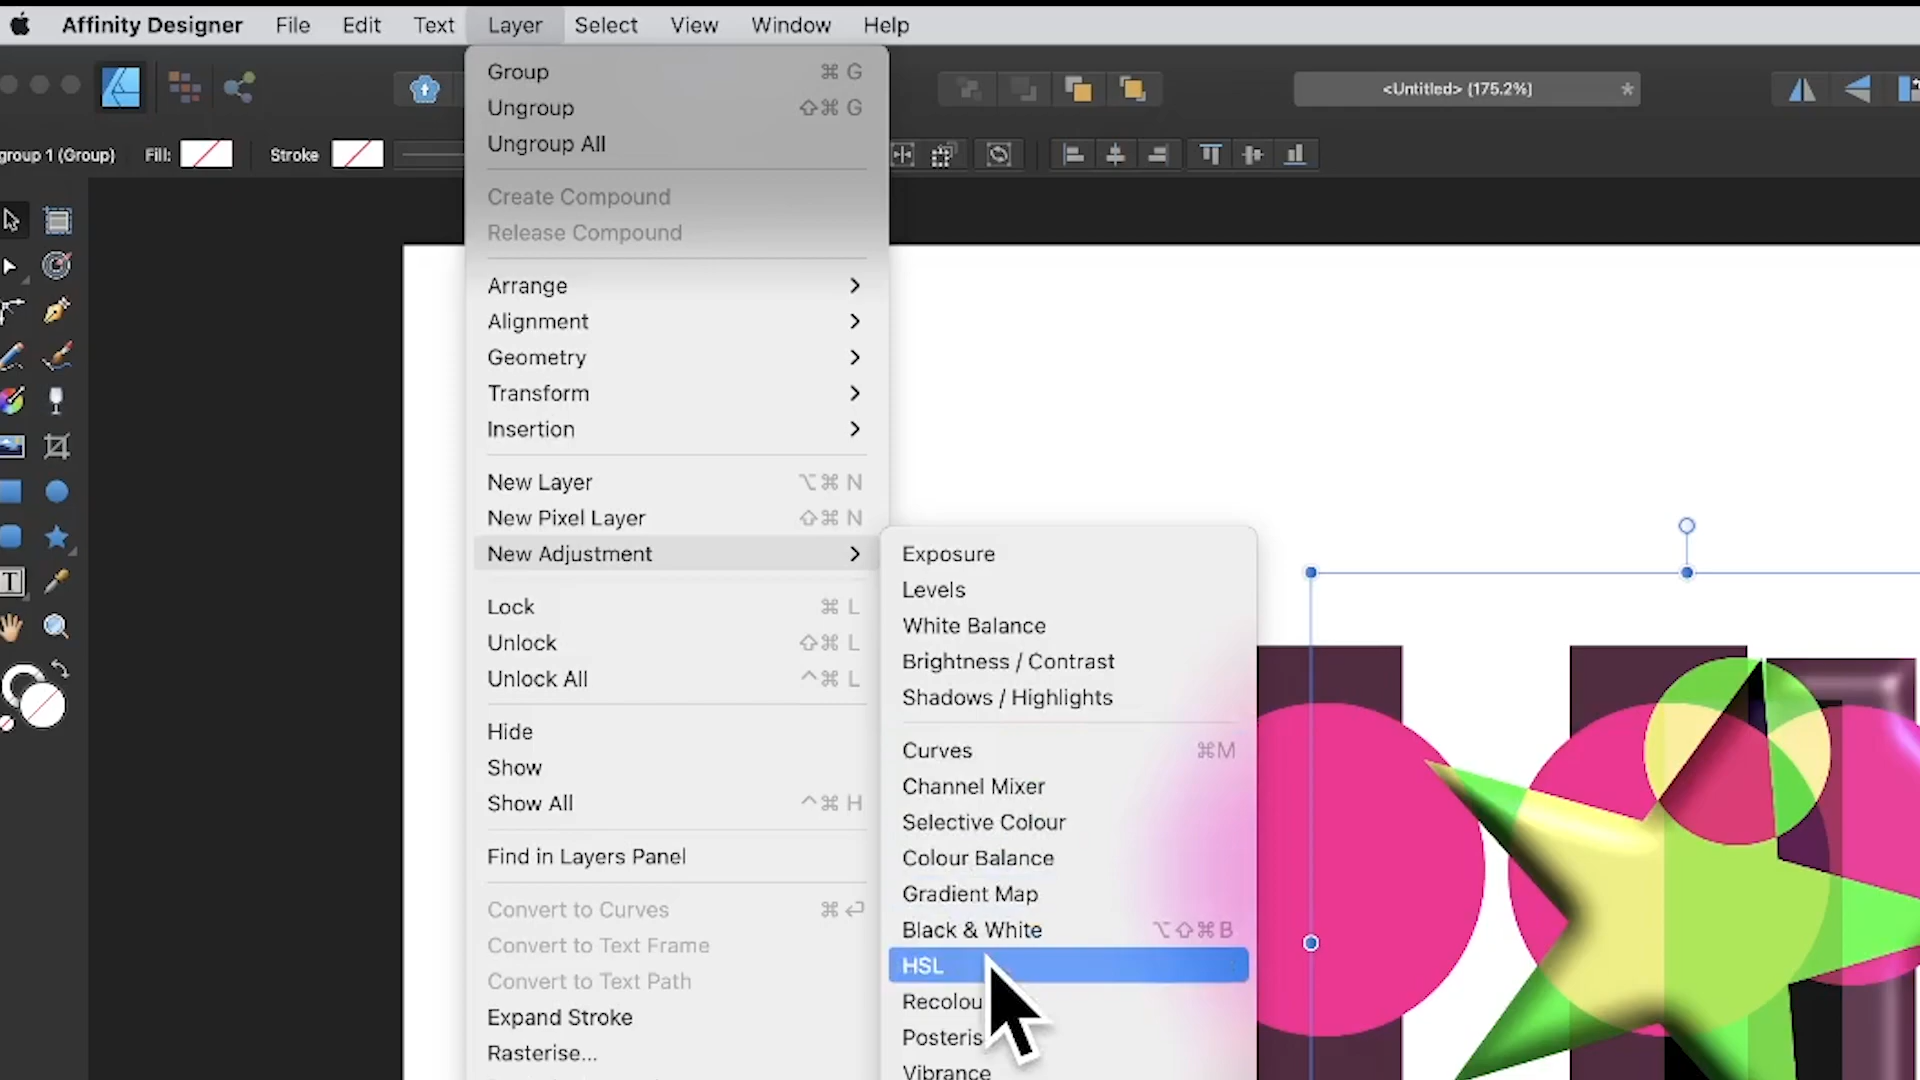 Affinity Designer File Edit Text Layer Select View Window Help
<Untitled> (175.2%) *
group 1 (Group) Fill: Stroke
Group ⌘ G
Ungroup ⇧⌘ G
Ungroup All
Create Compound
Release Compound
Arrange
Alignment
Geometry
Transform
Insertion
New Layer ⌥⌘ N
New Pixel Layer ⇧⌘ N
New Adjustment
Lock ⌘ L
Unlock ⇧⌘ L
Unlock All ^⌘ L
Hide
Show
Show All ^⌘ H
Find in Layers Panel
Convert to Curves ⌘ ↩
Convert to Text Frame
Convert to Text Path
Expand Stroke
Rasterise...
Exposure
Levels
White Balance
Brightness / Contrast
Shadows / Highlights
Curves ⌘M
Channel Mixer
Selective Colour
Colour Balance
Gradient Map
Black & White ⌥⇧⌘B
HSL
Recolou
Posteris
Vibrance